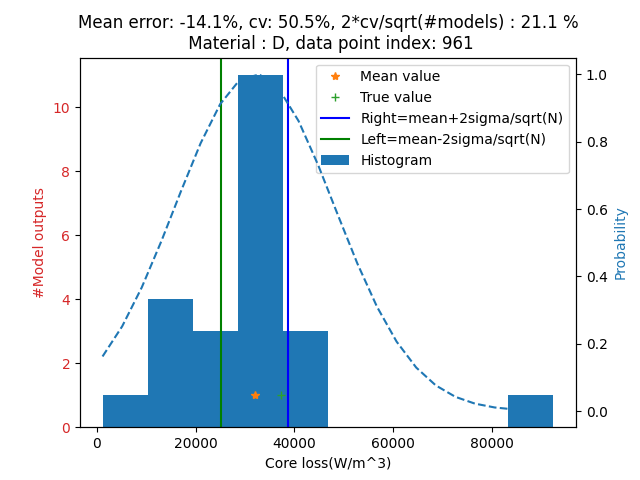 Mean error: -14.1%, cv: 50.5%, 2*cv/sqrt(#models) : 21.1 %
Material : D, data point index: 961
Mean value
True value
Right=mean+2sigma/sqrt(N)
Left=mean-2sigma/sqrt(N)
Histogram
#Model outputs
10
8
6
4
2
0
1.0
0.8
0.6
0.4
0.2
0.0
Probability
0 20000 40000 60000 80000
Core loss(W/m^3)